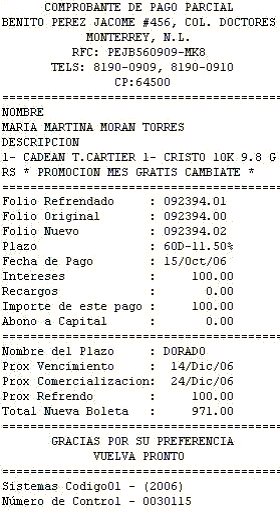 COMPROBANTE DE PAGO PARCIAL
BENITO PEREZ JACOME #456, COL. DOCTORES
MONTERREY, N.L.
RFC: PEJB560909-MK8
TELS: 8190-0909, 8190-0910
CP:64500
========================================
NOMBRE
MARIA MARTINA MORAN TORRES
DESCRIPCION
1- CADEAN T.CARTIER 1- CRISTO 10K 9.8 G
RS * PROMOCION MES GRATIS CAMBIATE *
========================================
Folio Refrendado : 092394.01
Folio Original : 092394.00
Folio Nuevo : 092394.02
Plazo : 60D-11.50%
Fecha de Pago : 15/Oct/06
Intereses : 100.00
Recargos : 0.00
Importe de este pago : 100.00
Abono a Capital : 0.00
========================================
Nombre del Plazo : DORADO
Prox Vencimiento : 14/Dic/06
Prox Comercializacion: 24/Dic/06
Prox Refrendo : 100.00
Total Nueva Boleta : 971.00
========================================
GRACIAS POR SU PREFERENCIA
VUELVA PRONTO
========================================
Sistemas Codigo01 - (2006)
Número de Control - 0030115